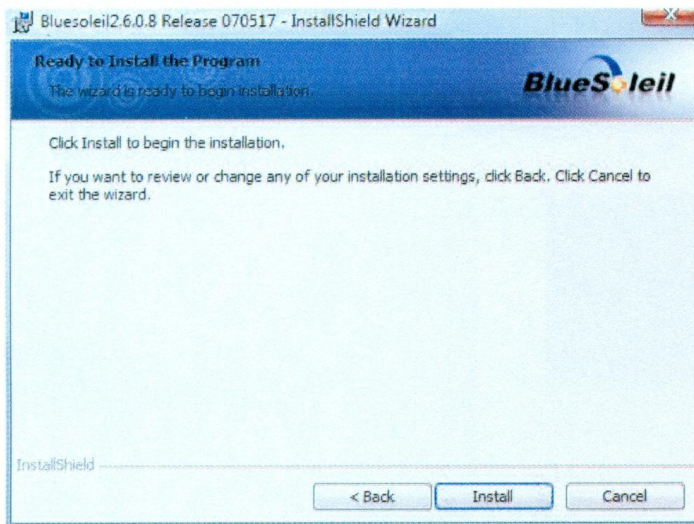 Bluesoleil2.6.0.8 Release 070517 - InstallShield Wizard
Ready to Install the Program
The wizard is ready to begin installation.
BlueSoleil
Click Install to begin the installation.
If you want to review or change any of your installation settings, click Back. Click Cancel to
exit the wizard.
InstallShield
< Back
Install
Cancel